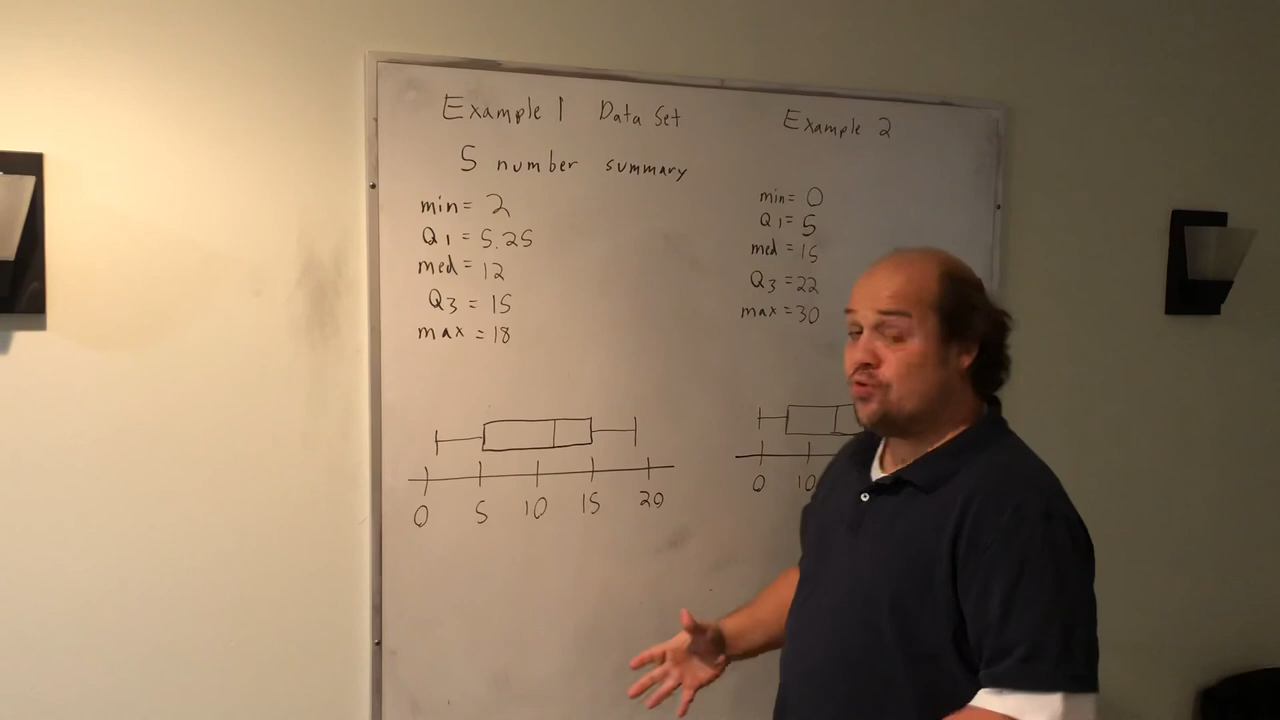 Example 1 Data Set
5 number summary
min = 2
Q1 = 5.25
med = 12
Q3 = 15
max = 18
0 5 10 15 20
Example 2
min = 0
Q1 = 5
med = 15
Q3 = 22
max = 30
0 10